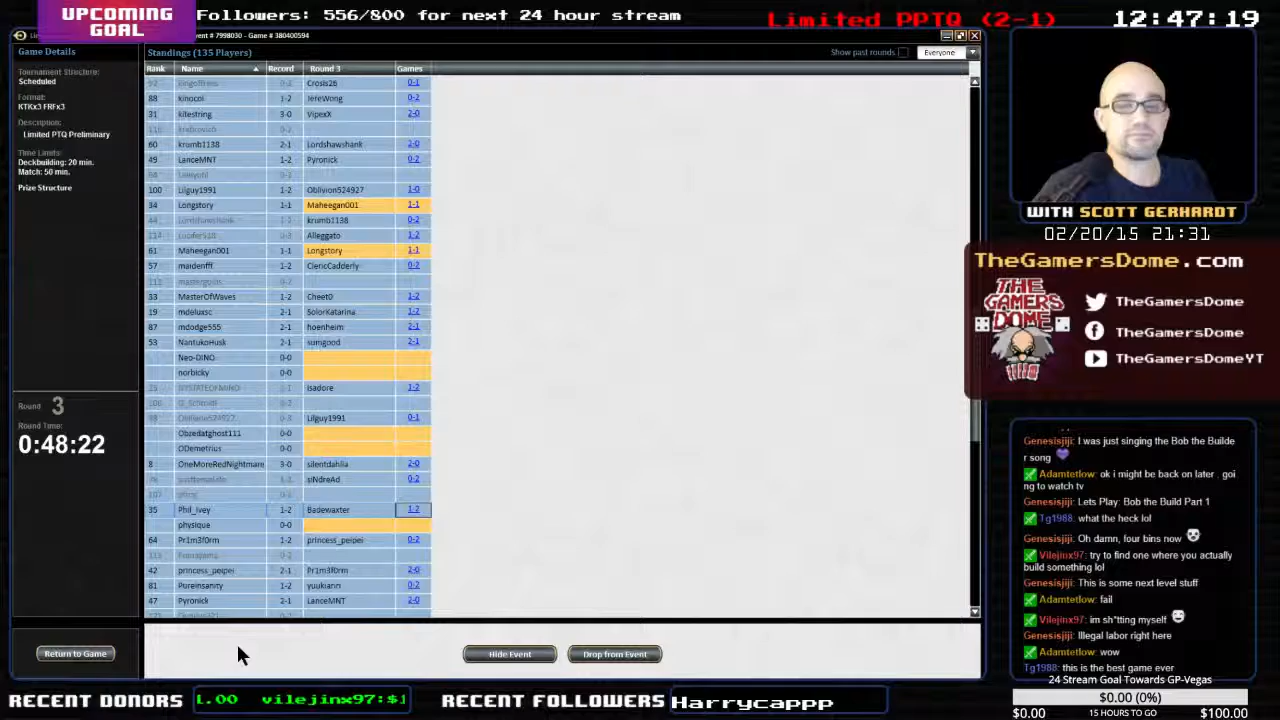 UPCOMING
GOAL
Followers: 556/800 for next 24 hour stream
Limited PPTQ (2-1)
12:47:19
Game # 380400594
Game Details
Tournament Structure:
Scheduled
Format:
KTKx3 FRFx3
Description:
Limited PTQ Preliminary
Time Limits:
Deckbuilding: 20 min.
Match: 50 min.
Prize Structure
Round 3
Round Time:
0:48:22
Return to Game
Standings (135 Players)
Show past rounds
Everyone
Rank Name Record Round 3 Games
Crosis26 0-1
88 kinocoi 1-2 JereWong 0-2
31 kitestring 3-0 VipexX 2-0
60 krumb1138 2-1 Lordshawshank 2-0
49 LanceMNT 1-2 Pyronick 0-2
100 Lilguy1991 1-2 Oblivion524927 1-0
34 Longstory 1-1 Maheegan001 1-1
krumb1138 0-2
Alleggato 1-2
61 Maheegan001 1-1 Longstory 1-1
57 maidenfff 1-2 ClericCadderly 0-2
33 MasterOfWaves 1-2 Cheet0 1-2
19 mdeluxsc 2-1 SolorKatarina 1-2
87 mdodge555 2-1 hoenheim 2-1
53 NantukoHusk 2-1 sumgood 2-1
Neo-DINO 0-0
norbicky 0-0
NYSTATEOFMIND Isadore 1-2
Oblivion524927 Lilguy1991 0-1
Obzedatghost111 0-0
ODemetrius 0-0
8 OneMoreRedNightmare 3-0 silentdahlia 2-0
siNdreAd 0-2
35 Phil_Ivey 1-2 Badewaxter 1-2
physique 0-0
64 Pr1m3f0rm 1-2 princess_peipei 0-2
42 princess_peipei 2-1 Pr1m3f0rm 2-0
81 PureInsanity 1-2 yuukiann 0-2
47 Pyronick 2-1 LanceMNT 2-0
Hide Event
Drop from Event
WITH SCOTT GERHARDT
02/20/15 21:31
TheGamersDome.com
THE
GAMERS
DOME
TheGamersDome
TheGamersDome
TheGamersDomeYT
Genesisjiji: I was just singing the Bob the Builde
r song
Adamtetlow: ok i might be back on later goi
ng to watch tv
Genesisjiji: Lets Play: Bob the Build Part 1
Tg1988: what the heck lol
Genesisjiji: Oh damn, four bins now
Vilejinx97: try to find one where you actually
build something lol
Genesisjiji: This is some next level stuff
Adamtetlow: fail
Vilejinx97: im sh*tting myself
Genesisjiji: Illegal labor right here
Adamtetlow: wow
Tg1988: this is the best game ever
24 Stream Goal Towards GP-Vegas
$0.00 (0%)
$0.00 15 HOURS TO GO $100.00
RECENT DONORS
1.00 vilejinx97:$1
RECENT FOLLOWERS
Harrycappp